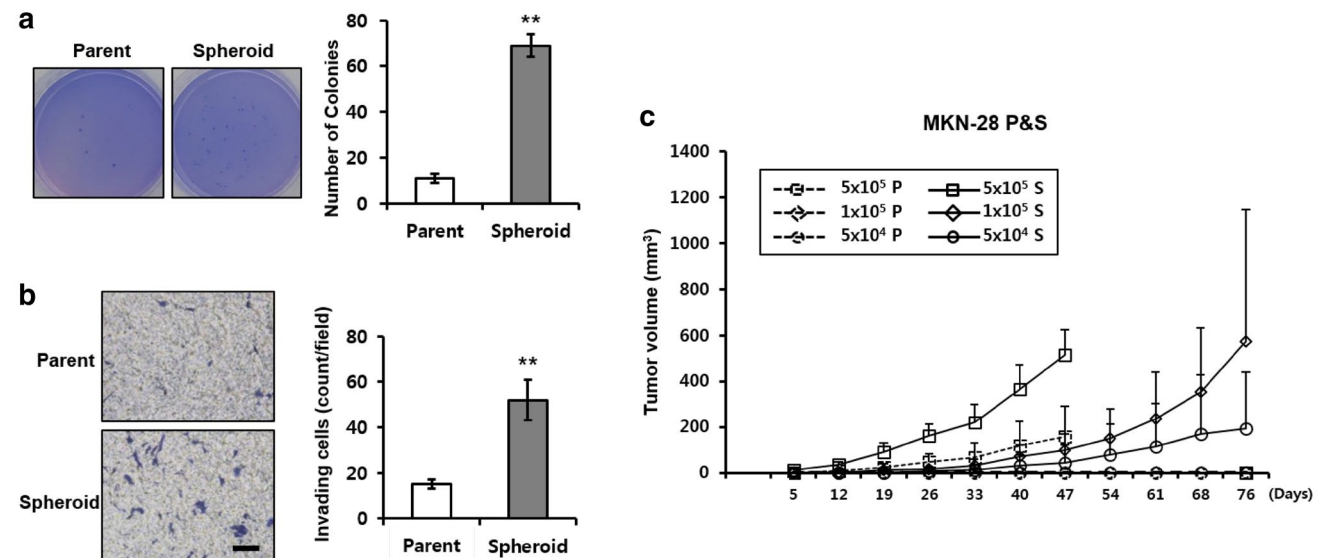 a
Parent Spheroid
Number of Colonies
80
60
40
20
0
**
Parent Spheroid
b
Parent
Spheroid
Invading cells (count/field)
80
60
40
20
0
**
Parent Spheroid
c
MKN-28 P&S
Tumor volume (mm³)
1400
1200
1000
800
600
400
200
0
5x10⁵ P 5x10⁵ S
1x10⁵ P 1x10⁵ S
5x10⁴ P 5x10⁴ S
5 12 19 26 33 40 47 54 61 68 76 (Days)